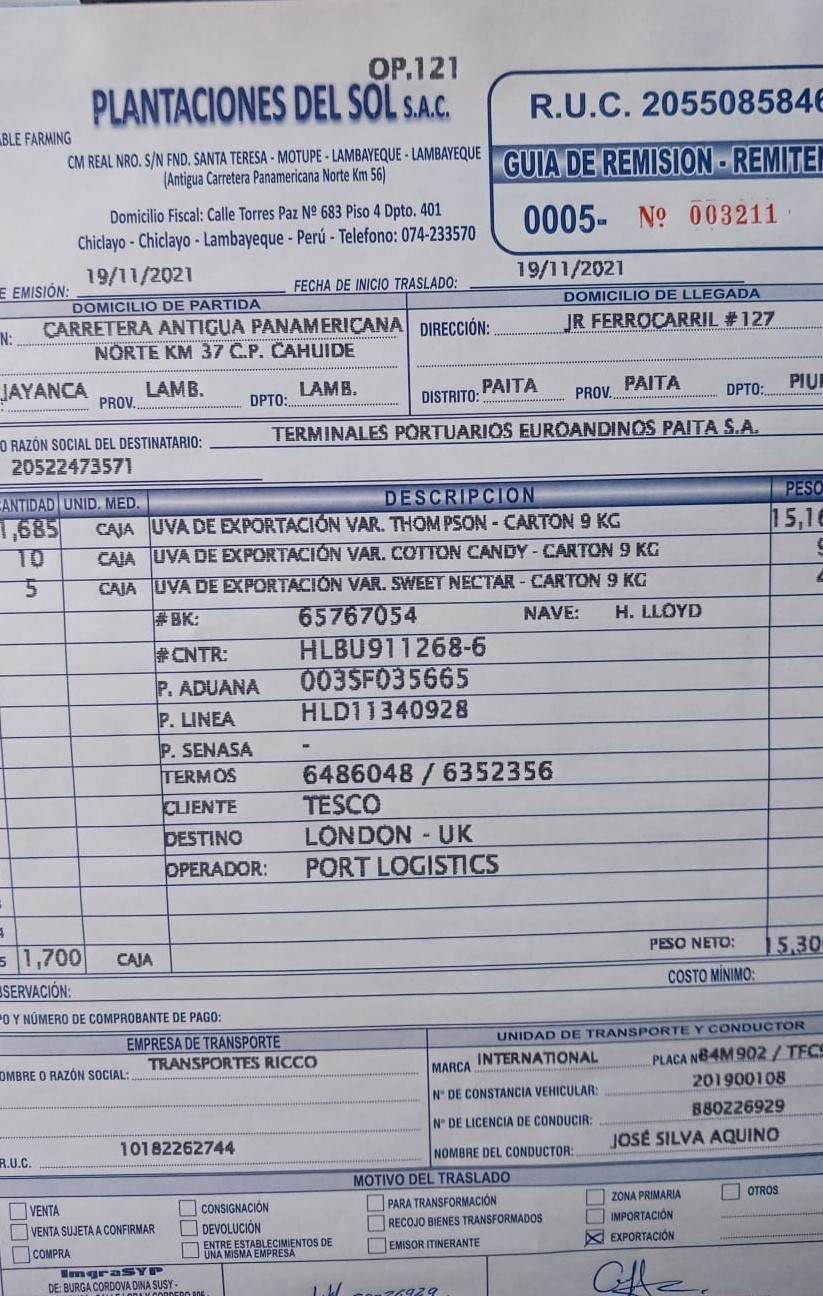 OP.121
PLANTACIONES DEL SOL S.A.C.
ABLE FARMING
CM REAL NRO. S/N FND. SANTA TERESA - MOTUPE - LAMBAYEQUE - LAMBAYEQUE
(Antigua Carretera Panamericana Norte Km 56)
Domicilio Fiscal: Calle Torres Paz Nº 683 Piso 4 Dpto. 401
Chiclayo - Chiclayo - Lambayeque - Perú - Telefono: 074-233570
R.U.C. 2055085846
GUIA DE REMISION - REMITEN
0005- Nº 003211
E EMISIÓN: 19/11/2021 FECHA DE INICIO TRASLADO: 19/11/2021
DOMICILIO DE PARTIDA DOMICILIO DE LLEGADA
N: CARRETERA ANTIGUA PANAMERICANA DIRECCIÓN: JR FERROCARRIL #127
NORTE KM 37 C.P. CAHUIDE
JAYANCA PROV. LAMB. DPTO: LAMB. DISTRITO: PAITA PROV. PAITA DPTO: PIUR
O RAZÓN SOCIAL DEL DESTINATARIO: TERMINALES PORTUARIOS EUROANDINOS PAITA S.A.
20522473571
CANTIDAD UNID. MED. DESCRIPCION PESO
1,685 CAJA UVA DE EXPORTACIÓN VAR. THOMPSON - CARTON 9 KG 15,16
10 CAJA UVA DE EXPORTACIÓN VAR. COTTON CANDY - CARTON 9 KG
5 CAJA UVA DE EXPORTACIÓN VAR. SWEET NECTAR - CARTON 9 KG
#BK: 65767054 NAVE: H. LLOYD
#CNTR: HLBU911268-6
P. ADUANA 003SF035665
P. LINEA HLD11340928
P. SENASA -
TERMOS 6486048 / 6352356
CLIENTE TESCO
DESTINO LONDON - UK
OPERADOR: PORT LOGISTICS
4
5 1,700 CAJA PESO NETO: 15,30
COSTO MÍNIMO:
BSERVACIÓN:
PO Y NÚMERO DE COMPROBANTE DE PAGO:
EMPRESA DE TRANSPORTE UNIDAD DE TRANSPORTE Y CONDUCTOR
OMBRE O RAZÓN SOCIAL: TRANSPORTES RICCO MARCA INTERNATIONAL PLACA Nº 84M902 / TFC9
N° DE CONSTANCIA VEHICULAR: 201900108
N° DE LICENCIA DE CONDUCIR: B80226929
R.U.C. 10182262744 NOMBRE DEL CONDUCTOR: JOSÉ SILVA AQUINO
MOTIVO DEL TRASLADO
VENTA CONSIGNACIÓN PARA TRANSFORMACIÓN ZONA PRIMARIA OTROS
VENTA SUJETA A CONFIRMAR DEVOLUCIÓN RECOJO BIENES TRANSFORMADOS IMPORTACIÓN
COMPRA ENTRE ESTABLECIMIENTOS DE UNA MISMA EMPRESA EMISOR ITINERANTE EXPORTACIÓN
ImgraSYP
DE: BURGA CORDOVA DINA SUSY -